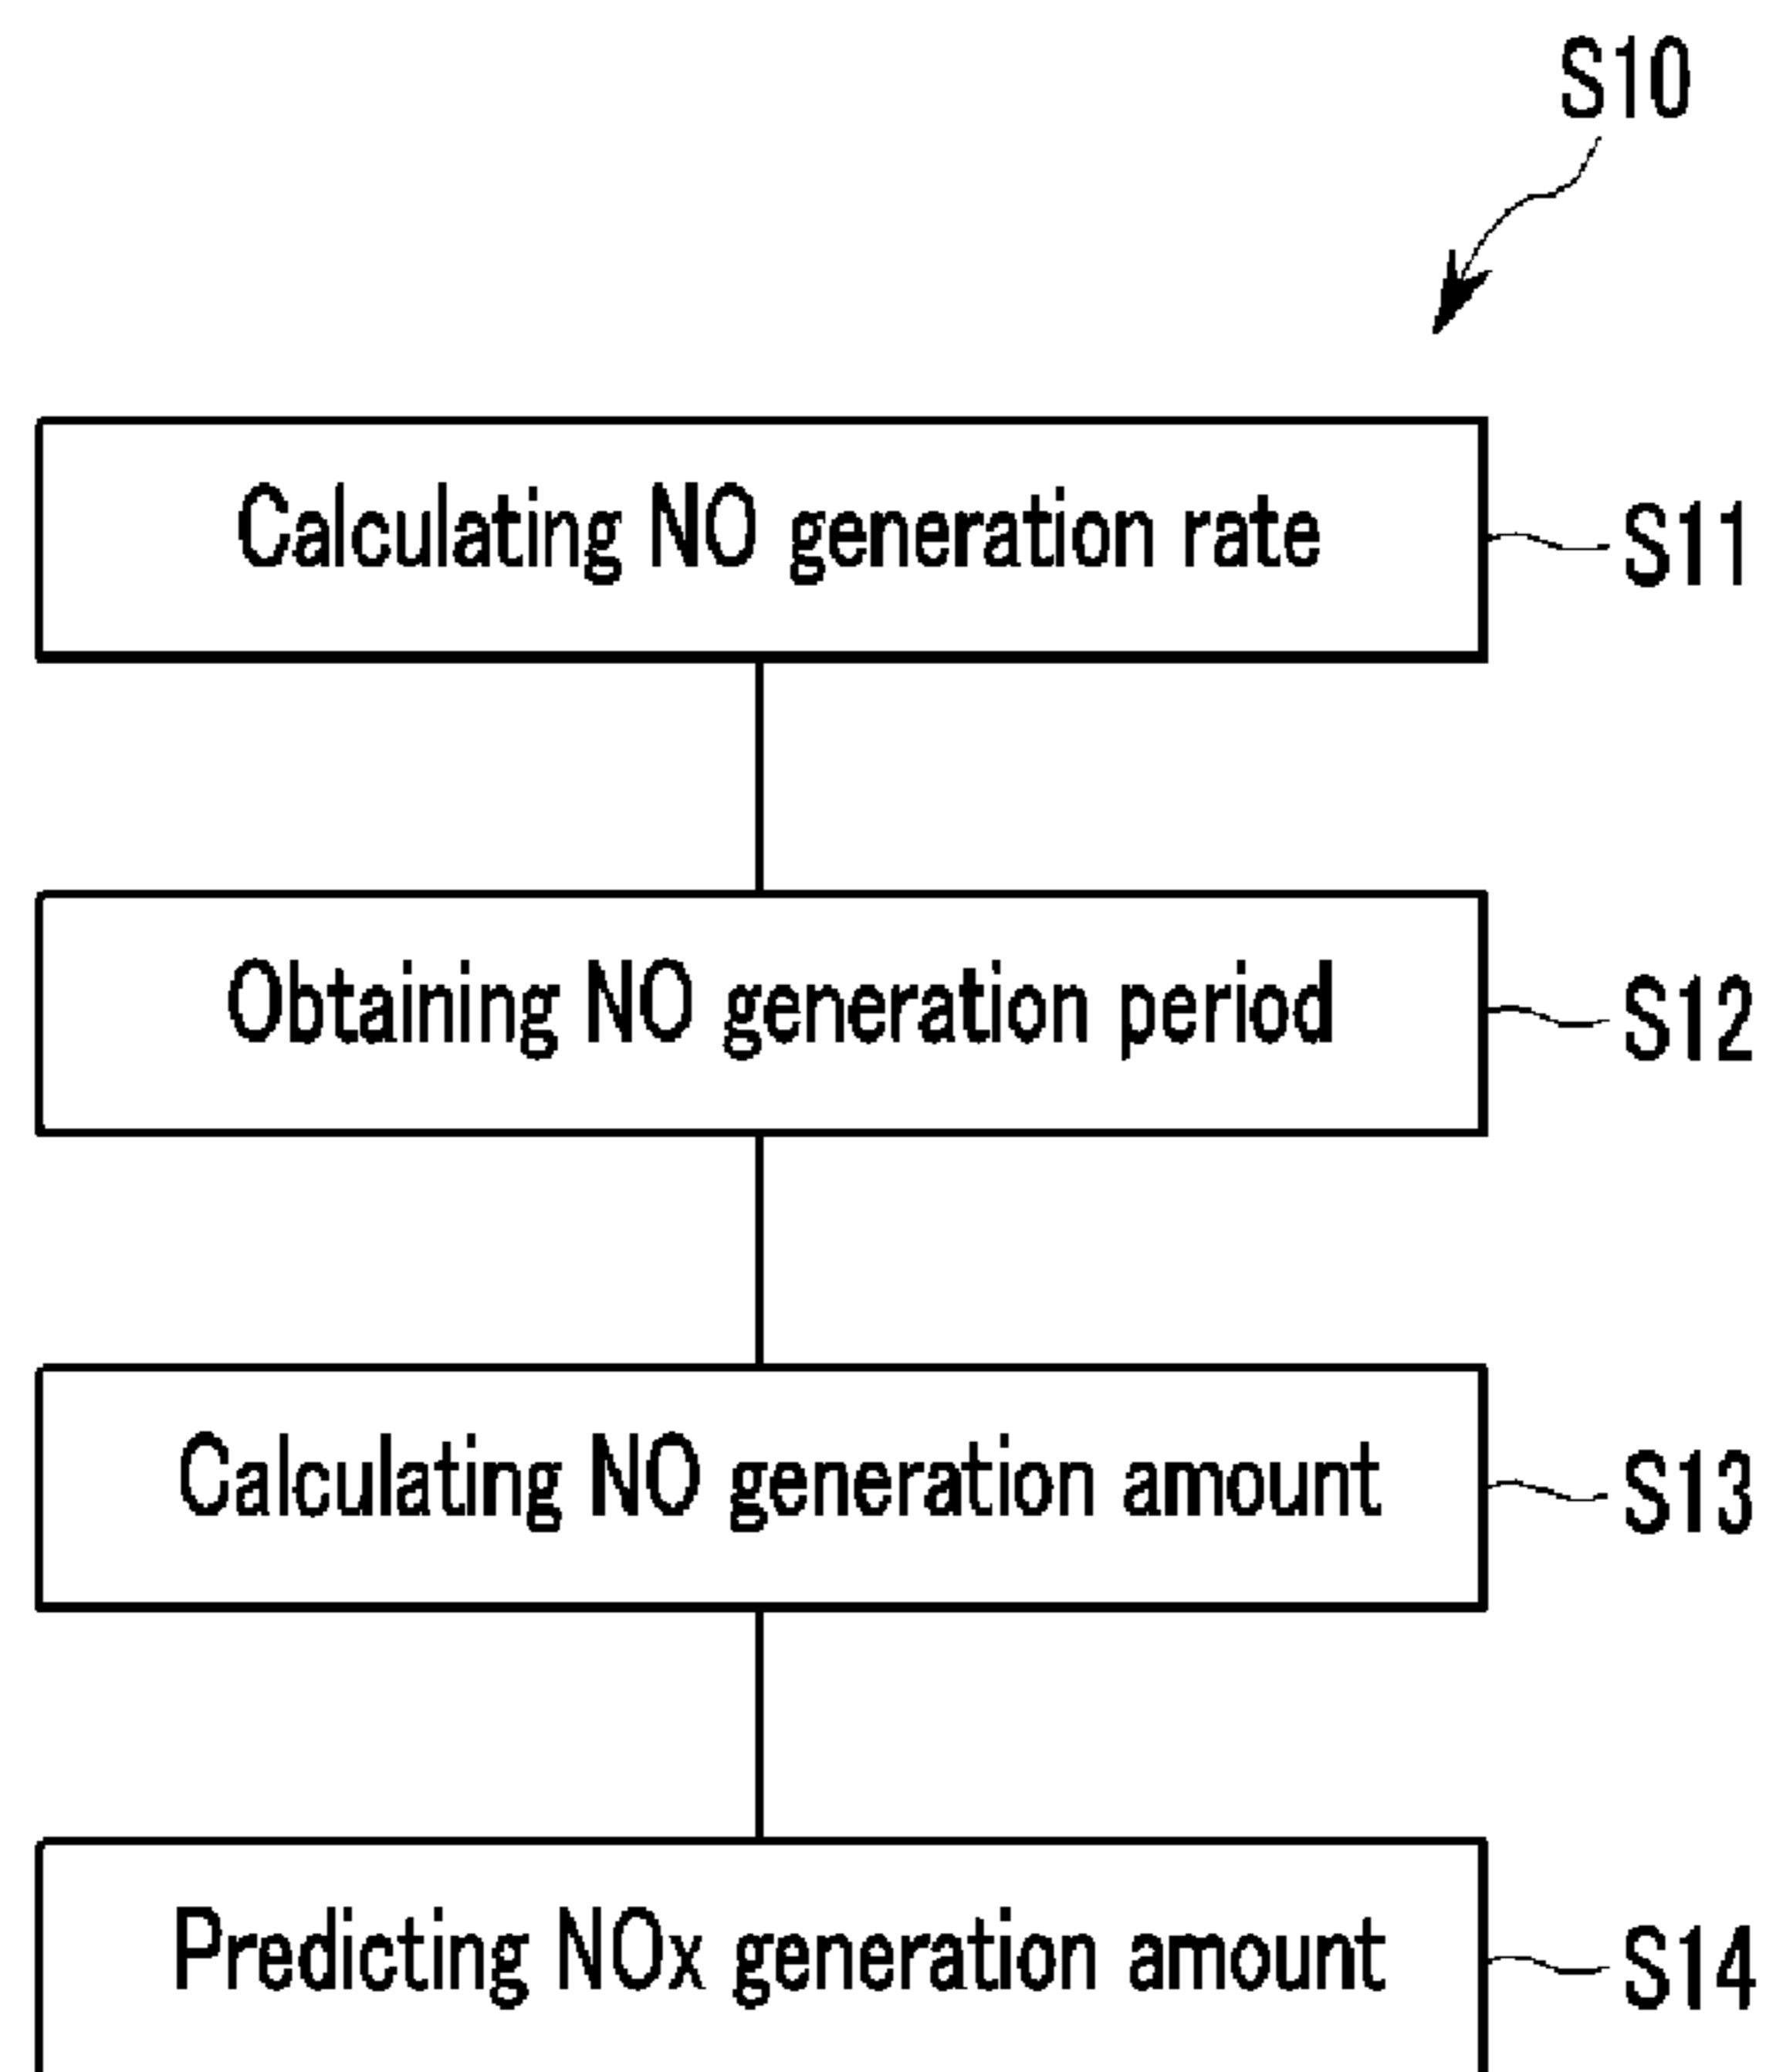 S10
Calculating NO generation rate S11
Obtaining NO generation period S12
Calculating NO generation amount S13
Predicting NOx generation amount S14